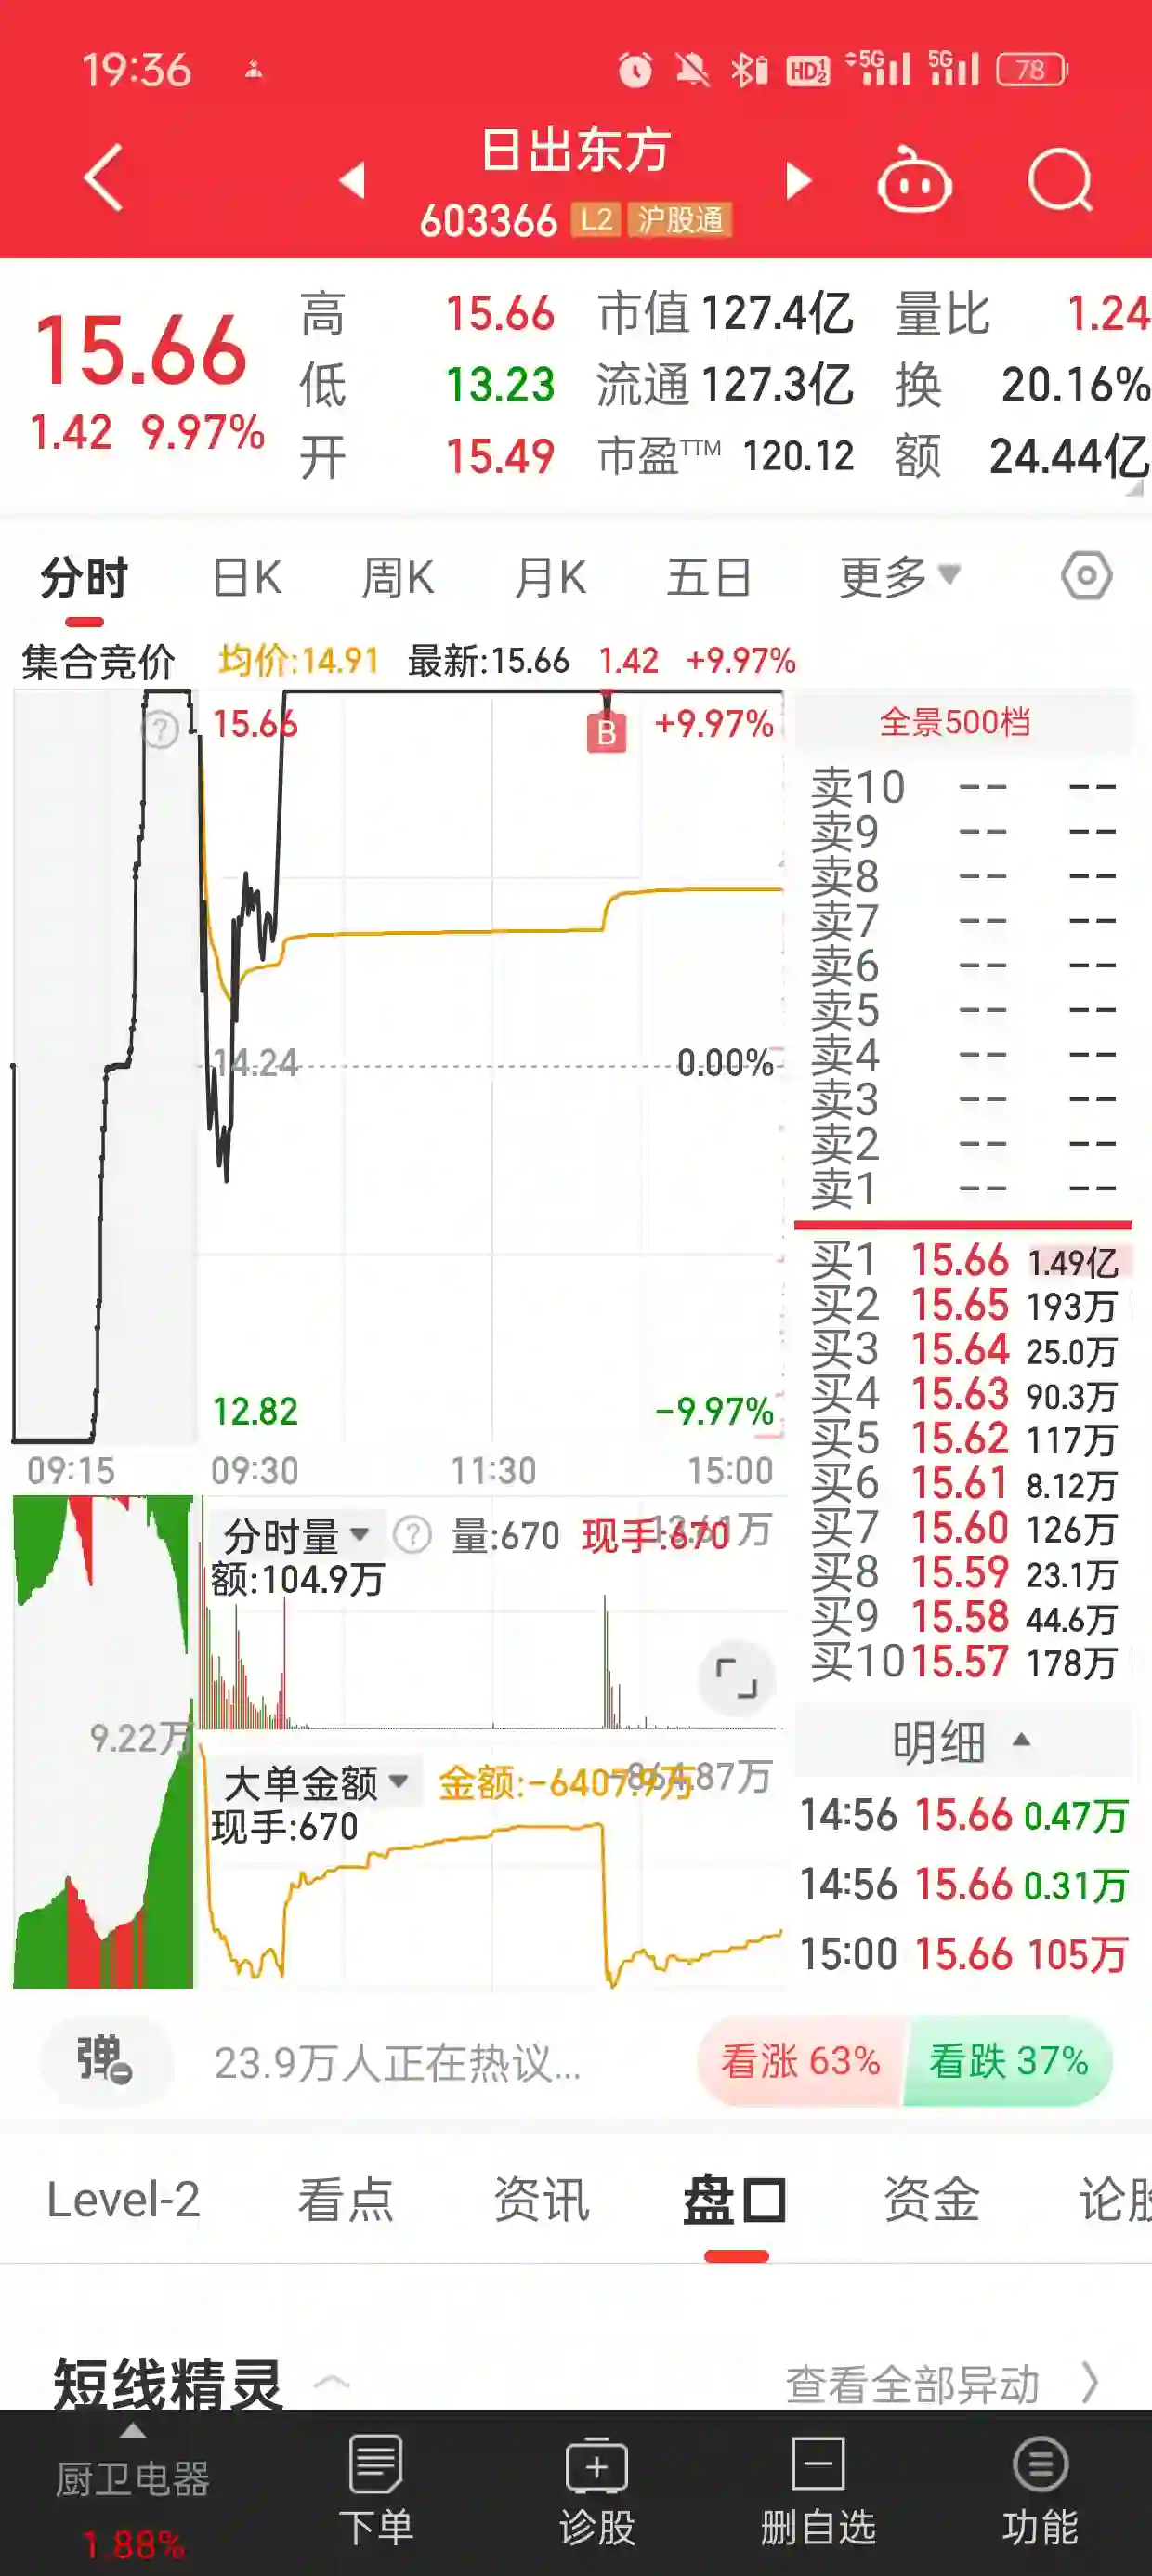 19:36 HD 1 2 5G 5G 78
日出东方
603366 L2 沪股通
15.66
1.42 9.97%
高 15.66 市值 127.4亿 量比 1.24
低 13.23 流通 127.3亿 换 20.16%
开 15.49 市盈TTM 120.12 额 24.44亿
分时 日K 周K 月K 五日 更多
集合竞价 均价:14.91 最新:15.66 1.42 +9.97%
? 15.66 B +9.97%
14.24 0.00%
12.82 -9.97%
09:15 09:30 11:30 15:00
全景500档
卖10 -- --
卖9 -- --
卖8 -- --
卖7 -- --
卖6 -- --
卖5 -- --
卖4 -- --
卖3 -- --
卖2 -- --
卖1 -- --
买1 15.66 1.49亿
买2 15.65 193万
买3 15.64 25.0万
买4 15.63 90.3万
买5 15.62 117万
买6 15.61 8.12万
买7 15.60 126万
买8 15.59 23.1万
买9 15.58 44.6万
买10 15.57 178万
分时量 ? 量:670 现手:670
额:104.9万
9.22万
大单金额 金额:-6407.9万
现手:670
明细
14:56 15.66 0.47万
14:56 15.66 0.31万
15:00 15.66 105万
弹 23.9万人正在热议... 看涨 63% 看跌 37%
Level-2 看点 资讯 盘口 资金 论股
短线精灵 查看全部异动
厨卫电器 下单 诊股 删自选 功能
1.88%